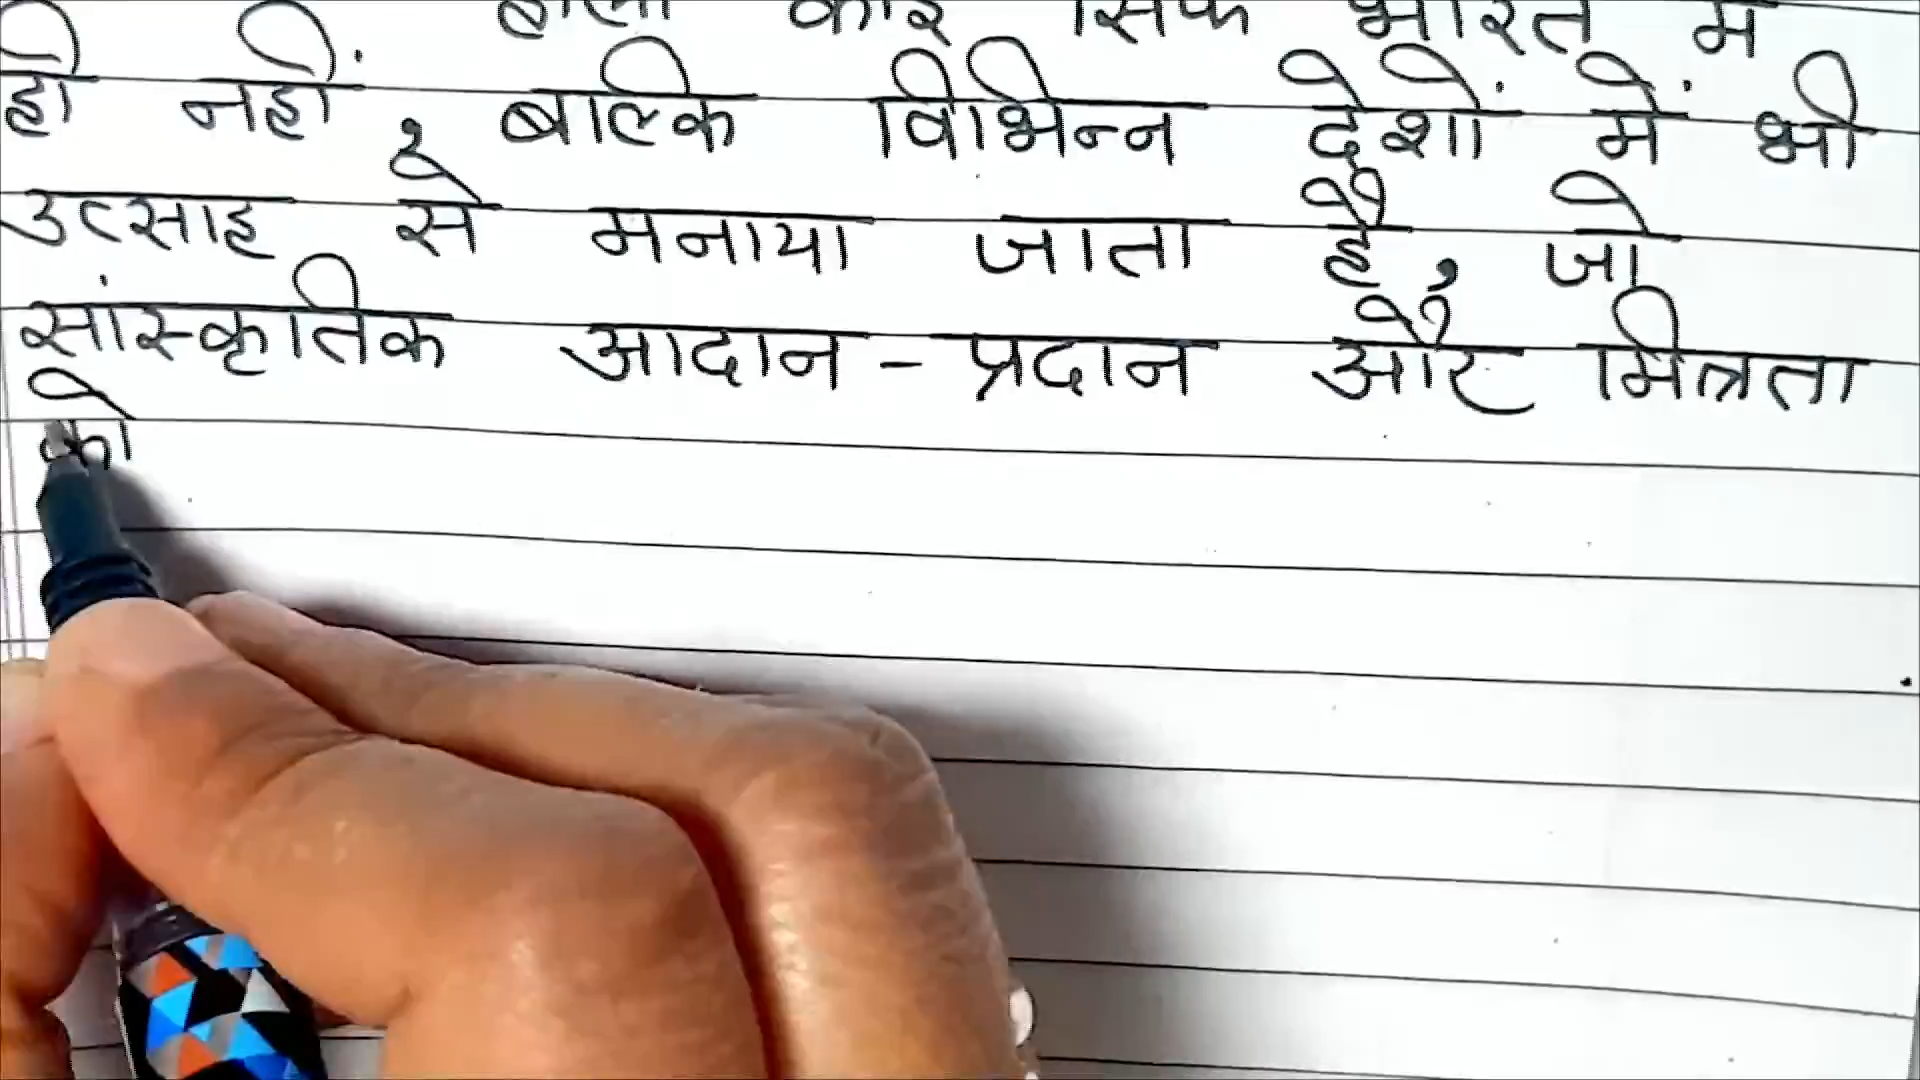 सिर्फ भारत में
ही नहीं, बल्कि विभिन्न देशों में भी
उत्साह से मनाया जाता है, जो
सांस्कृतिक आदान - प्रदान और मित्रता
को